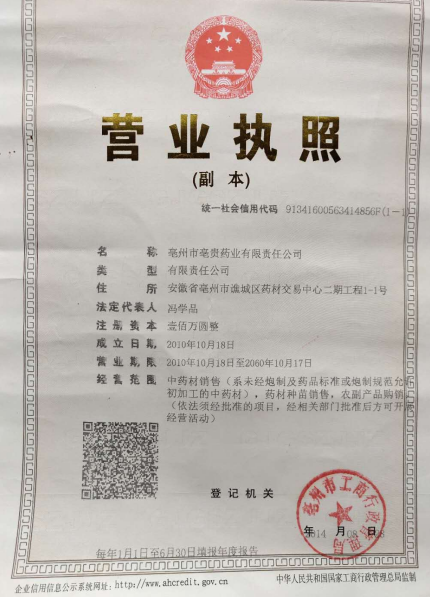 营业执照
(副 本)
统一社会信用代码 91341600563414856F(1-1)
名 称 亳州市亳贵药业有限责任公司
类 型 有限责任公司
住 所 安徽省亳州市谯城区药材交易中心二期工程1-1号
法定代表人 冯学品
注册资本 壹佰万圆整
成立日期 2010年10月18日
营业期限 2010年10月18日至2060年10月17日
经营范围 中药材销售（系未经炮制及药品标准或炮制规范允许
初加工的中药材），药材种苗销售，农副产品购销。
（依法须经批准的项目，经相关部门批准后方可开展
经营活动）
登记机关
亳州市工商行政管理局
年 月 日
每年1月1日至6月30日填报年度报告
企业信用信息公示系统网址：http://www.ahcredit.gov.cn
中华人民共和国国家工商行政管理总局监制